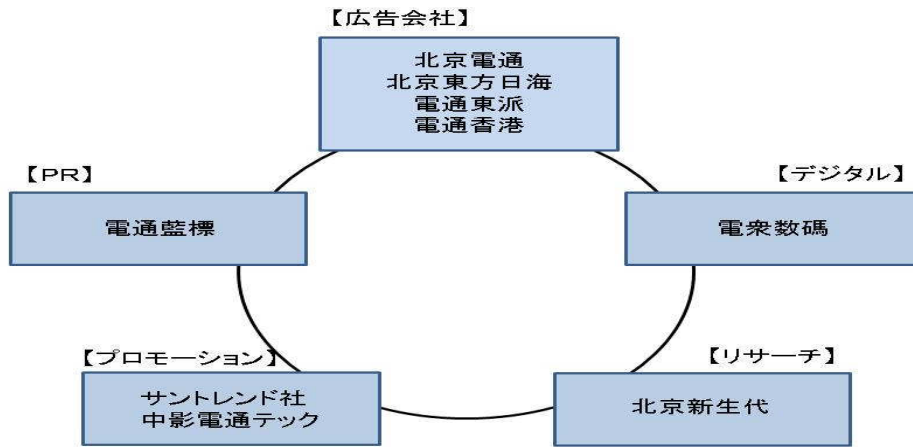 【広告会社】
北京電通
北京東方日海
電通東派
電通香港
【PR】
電通藍標
【デジタル】
電衆数碼
【プロモーション】
サントレンド社
中影電通テック
【リサーチ】
北京新生代